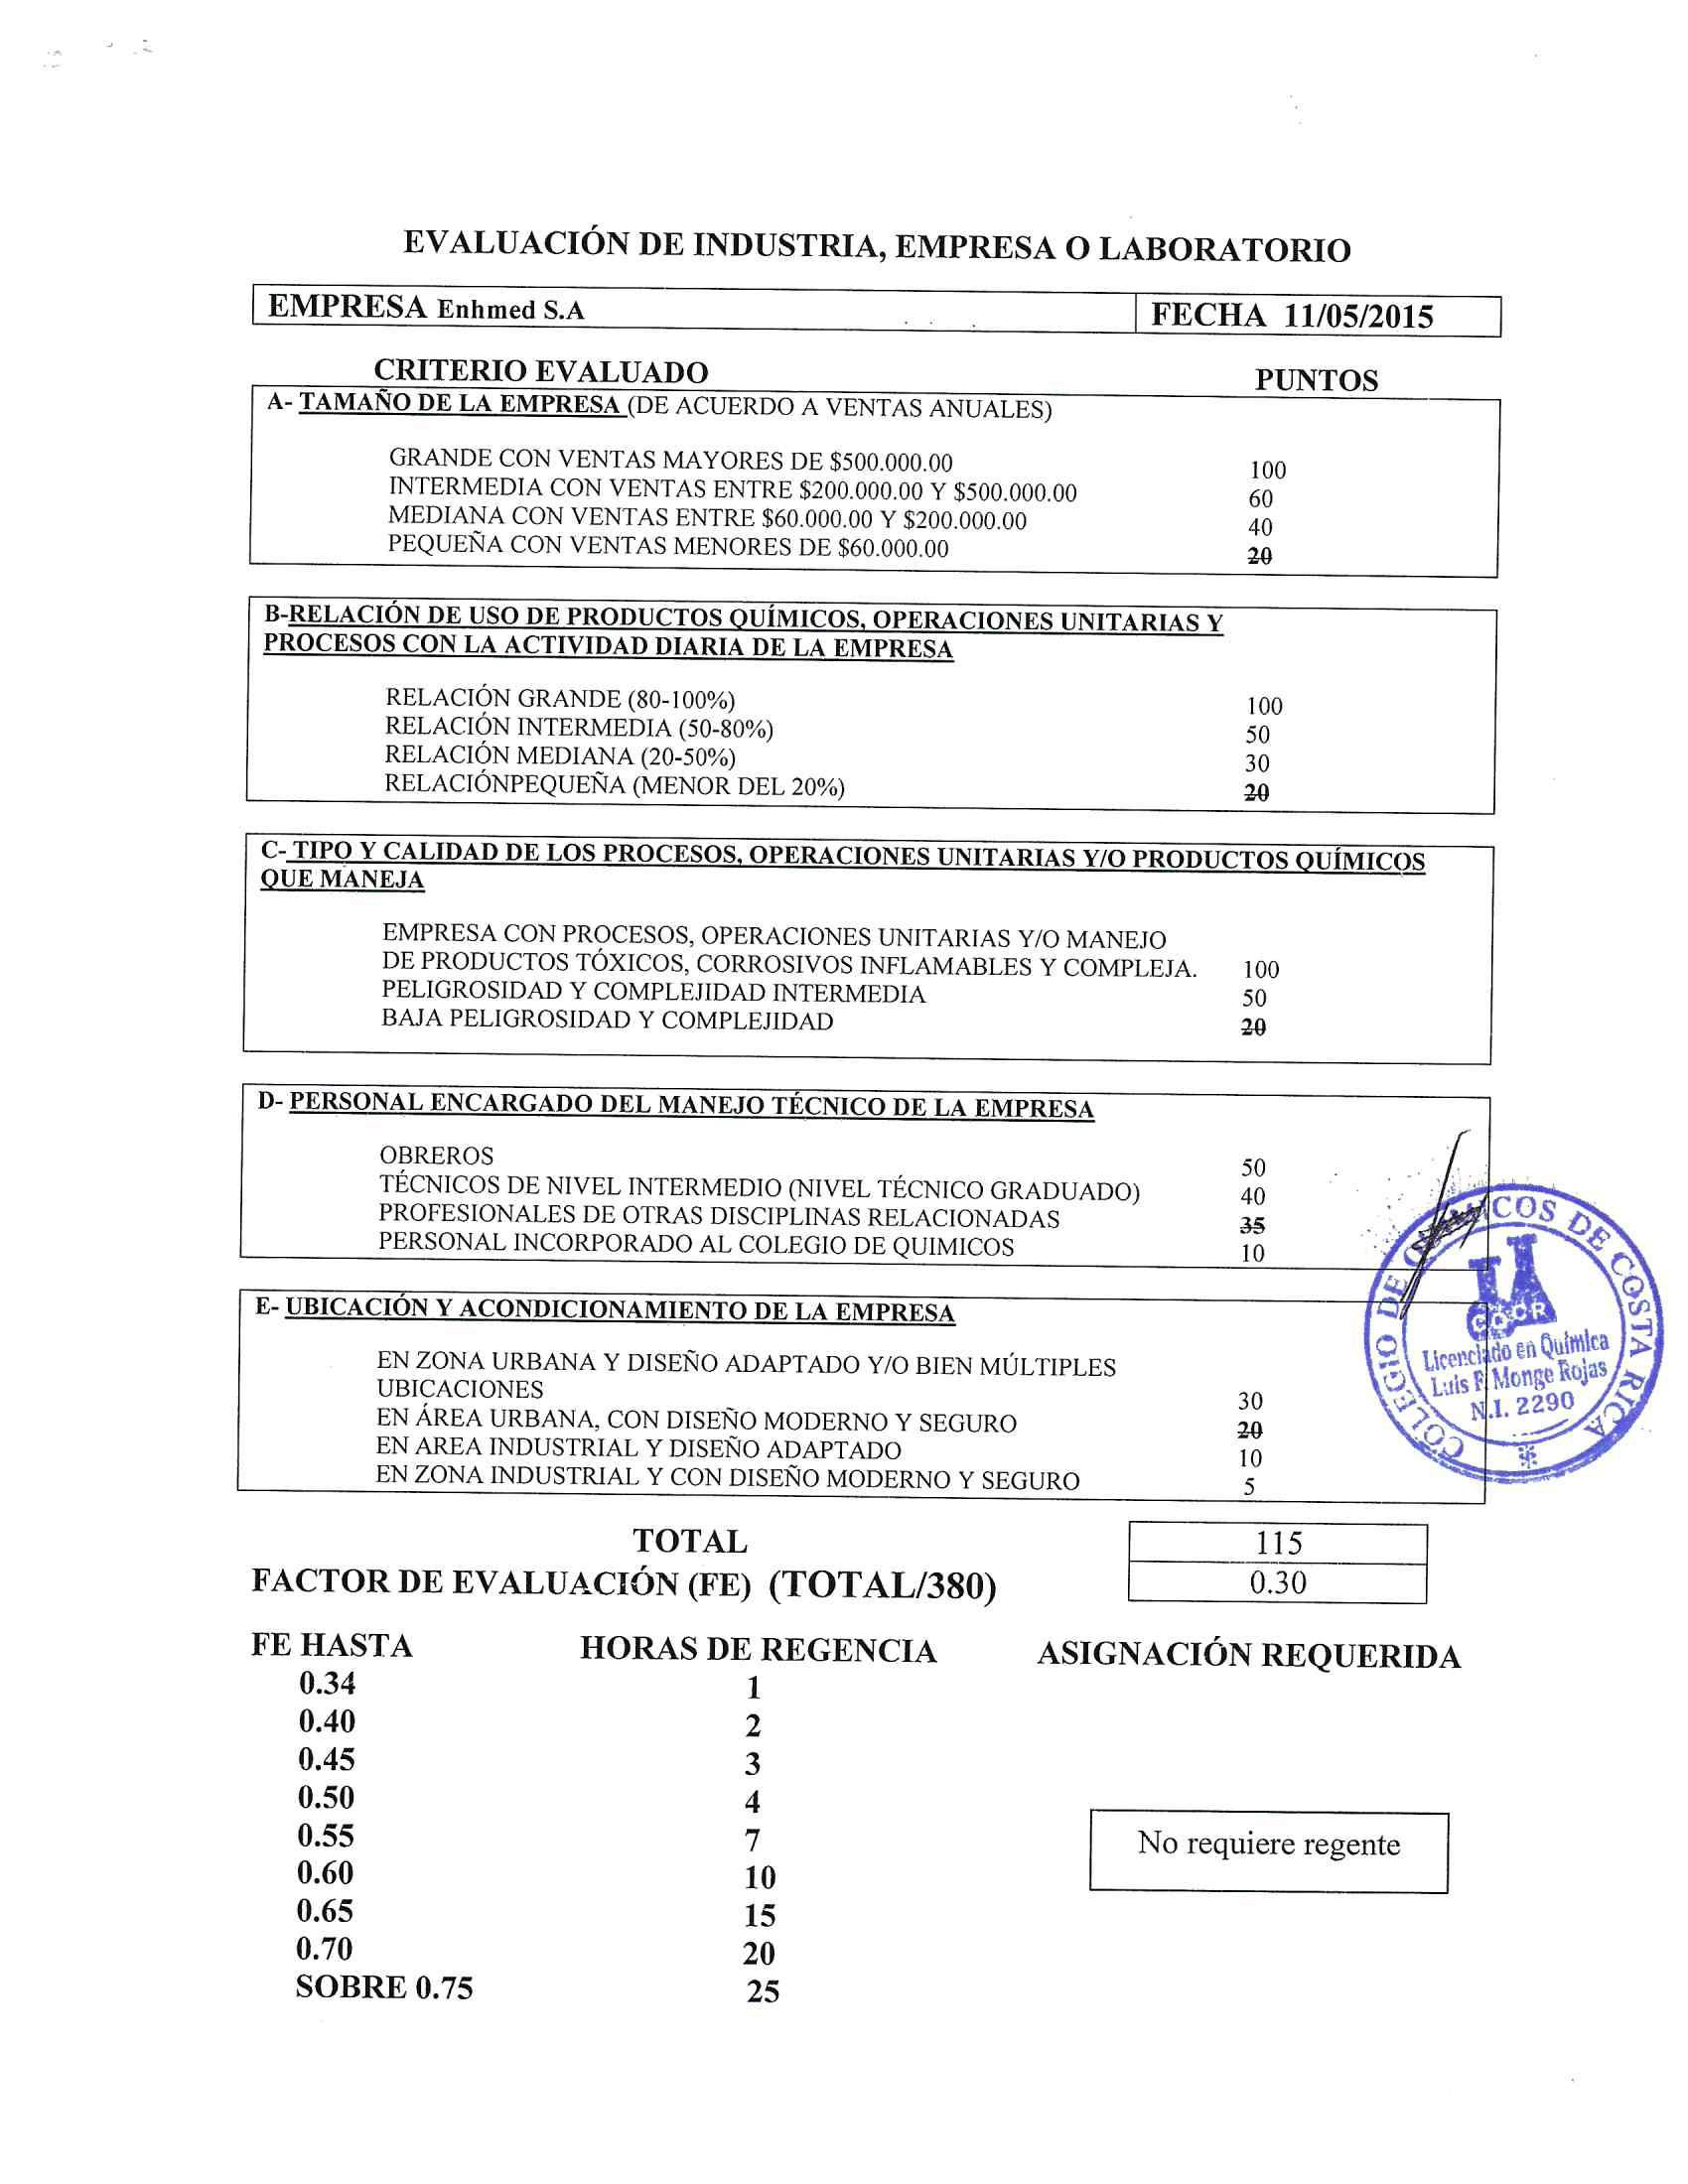 EVALUACIÓN DE INDUSTRIA, EMPRESA O LABORATORIO
EMPRESA Enhmed S.A FECHA 11/05/2015
CRITERIO EVALUADO PUNTOS
A- TAMAÑO DE LA EMPRESA (DE ACUERDO A VENTAS ANUALES)
GRANDE CON VENTAS MAYORES DE $500.000.00 100
INTERMEDIA CON VENTAS ENTRE $200.000.00 Y $500.000.00 60
MEDIANA CON VENTAS ENTRE $60.000.00 Y $200.000.00 40
PEQUEÑA CON VENTAS MENORES DE $60.000.00 20
B-RELACIÓN DE USO DE PRODUCTOS QUÍMICOS, OPERACIONES UNITARIAS Y
PROCESOS CON LA ACTIVIDAD DIARIA DE LA EMPRESA
RELACIÓN GRANDE (80-100%) 100
RELACIÓN INTERMEDIA (50-80%) 50
RELACIÓN MEDIANA (20-50%) 30
RELACIÓNPEQUEÑA (MENOR DEL 20%) 20
C- TIPO Y CALIDAD DE LOS PROCESOS, OPERACIONES UNITARIAS Y/O PRODUCTOS QUÍMICOS
QUE MANEJA
EMPRESA CON PROCESOS, OPERACIONES UNITARIAS Y/O MANEJO
DE PRODUCTOS TÓXICOS, CORROSIVOS INFLAMABLES Y COMPLEJA. 100
PELIGROSIDAD Y COMPLEJIDAD INTERMEDIA 50
BAJA PELIGROSIDAD Y COMPLEJIDAD 20
D- PERSONAL ENCARGADO DEL MANEJO TÉCNICO DE LA EMPRESA
OBREROS 50
TÉCNICOS DE NIVEL INTERMEDIO (NIVEL TÉCNICO GRADUADO) 40
PROFESIONALES DE OTRAS DISCIPLINAS RELACIONADAS 35
PERSONAL INCORPORADO AL COLEGIO DE QUIMICOS 10
COLEGIO DE QUIMICOS DE COSTA RICA
CQCR
Licenciado en Química
Luis F. Monge Rojas
N.I. 2290
E- UBICACIÓN Y ACONDICIONAMIENTO DE LA EMPRESA
EN ZONA URBANA Y DISEÑO ADAPTADO Y/O BIEN MÚLTIPLES
UBICACIONES 30
EN ÁREA URBANA, CON DISEÑO MODERNO Y SEGURO 20
EN AREA INDUSTRIAL Y DISEÑO ADAPTADO 10
EN ZONA INDUSTRIAL Y CON DISEÑO MODERNO Y SEGURO 5
TOTAL 115
FACTOR DE EVALUACIÓN (FE) (TOTAL/380) 0.30
FE HASTA HORAS DE REGENCIA ASIGNACIÓN REQUERIDA
0.34 1
0.40 2
0.45 3
0.50 4
0.55 7
No requiere regente
0.60 10
0.65 15
0.70 20
SOBRE 0.75 25